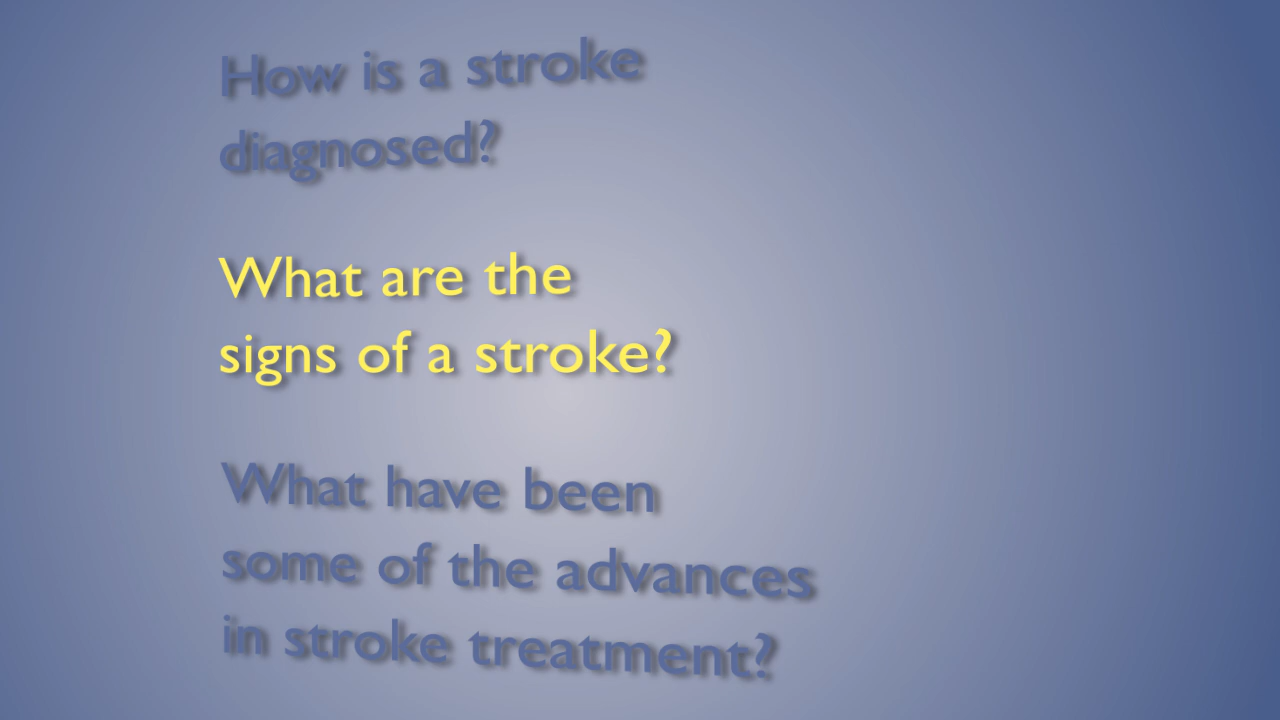 How is a stroke
diagnosed?
What are the
signs of a stroke?
What have been
some of the advances
in stroke treatment?